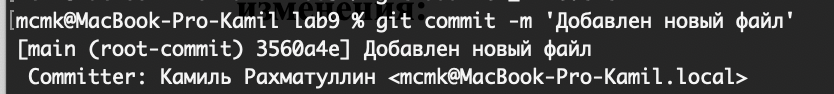 изменения:
[mcmk@MacBook-Pro-Kamil lab9 % git commit -m 'Добавлен новый файл'
[main (root-commit) 3560a4e] Добавлен новый файл
Committer: Камиль Рахматуллин <mcmk@MacBook-Pro-Kamil.local>